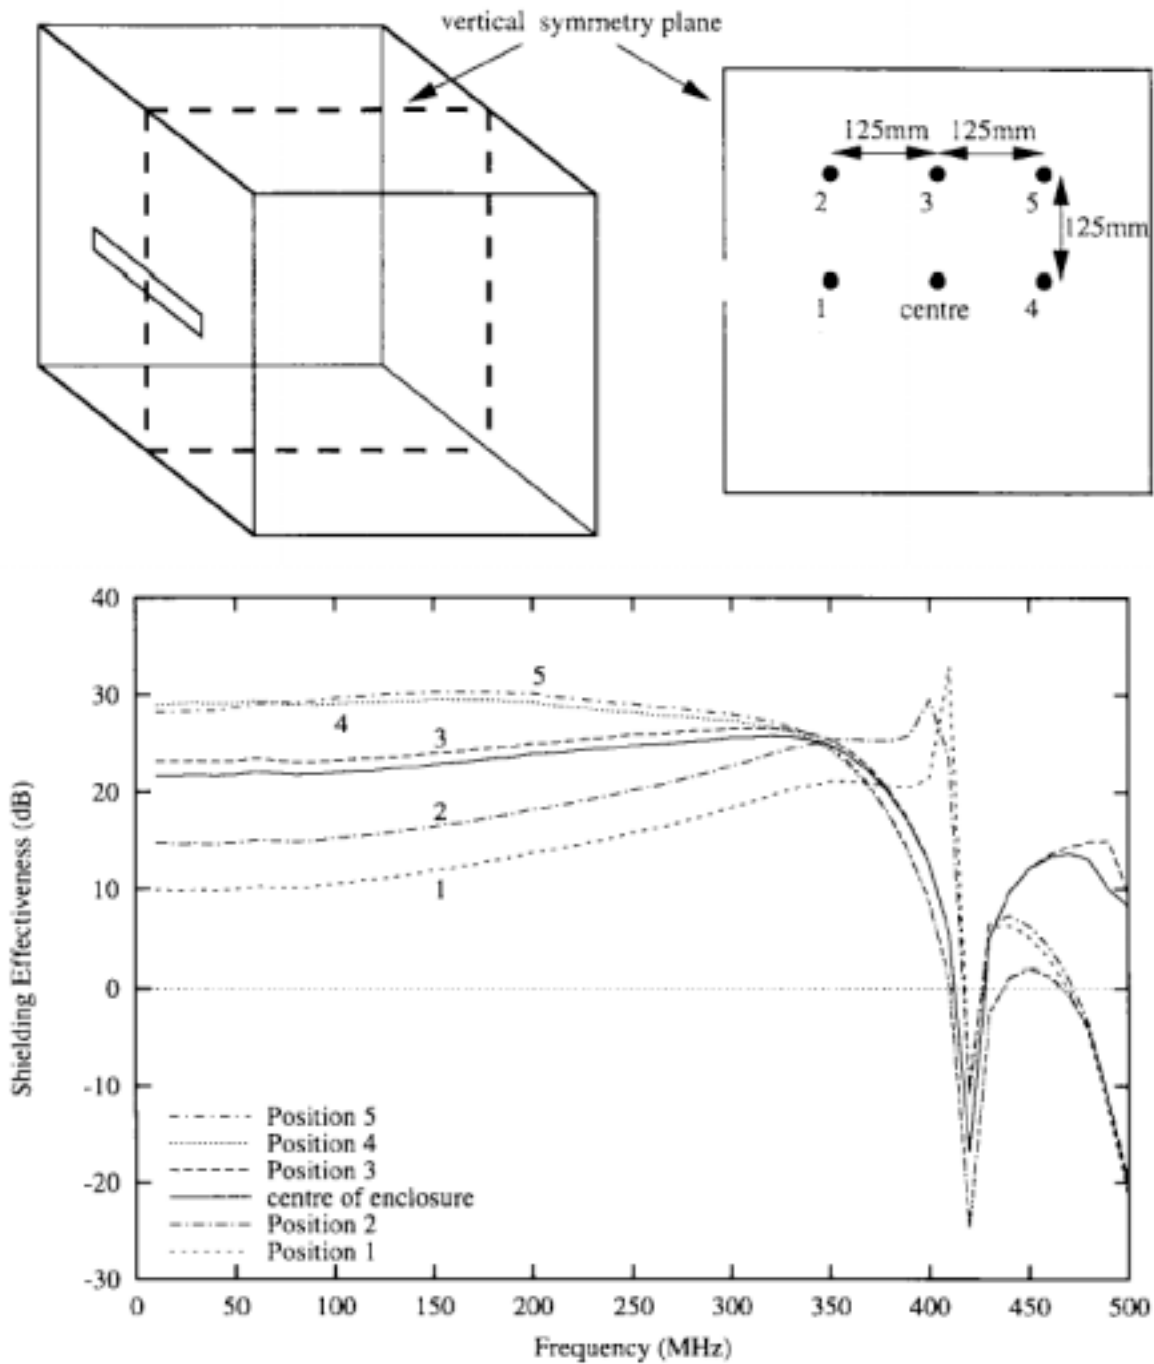 vertical symmetry plane
125mm 125mm
2 3 5
125mm
1 centre 4
Shielding Effectiveness (dB)
40
30
20
10
0
-10
-20
-30
5
4
3
2
1
Position 5
Position 4
Position 3
centre of enclosure
Position 2
Position 1
0 50 100 150 200 250 300 350 400 450 500
Frequency (MHz)